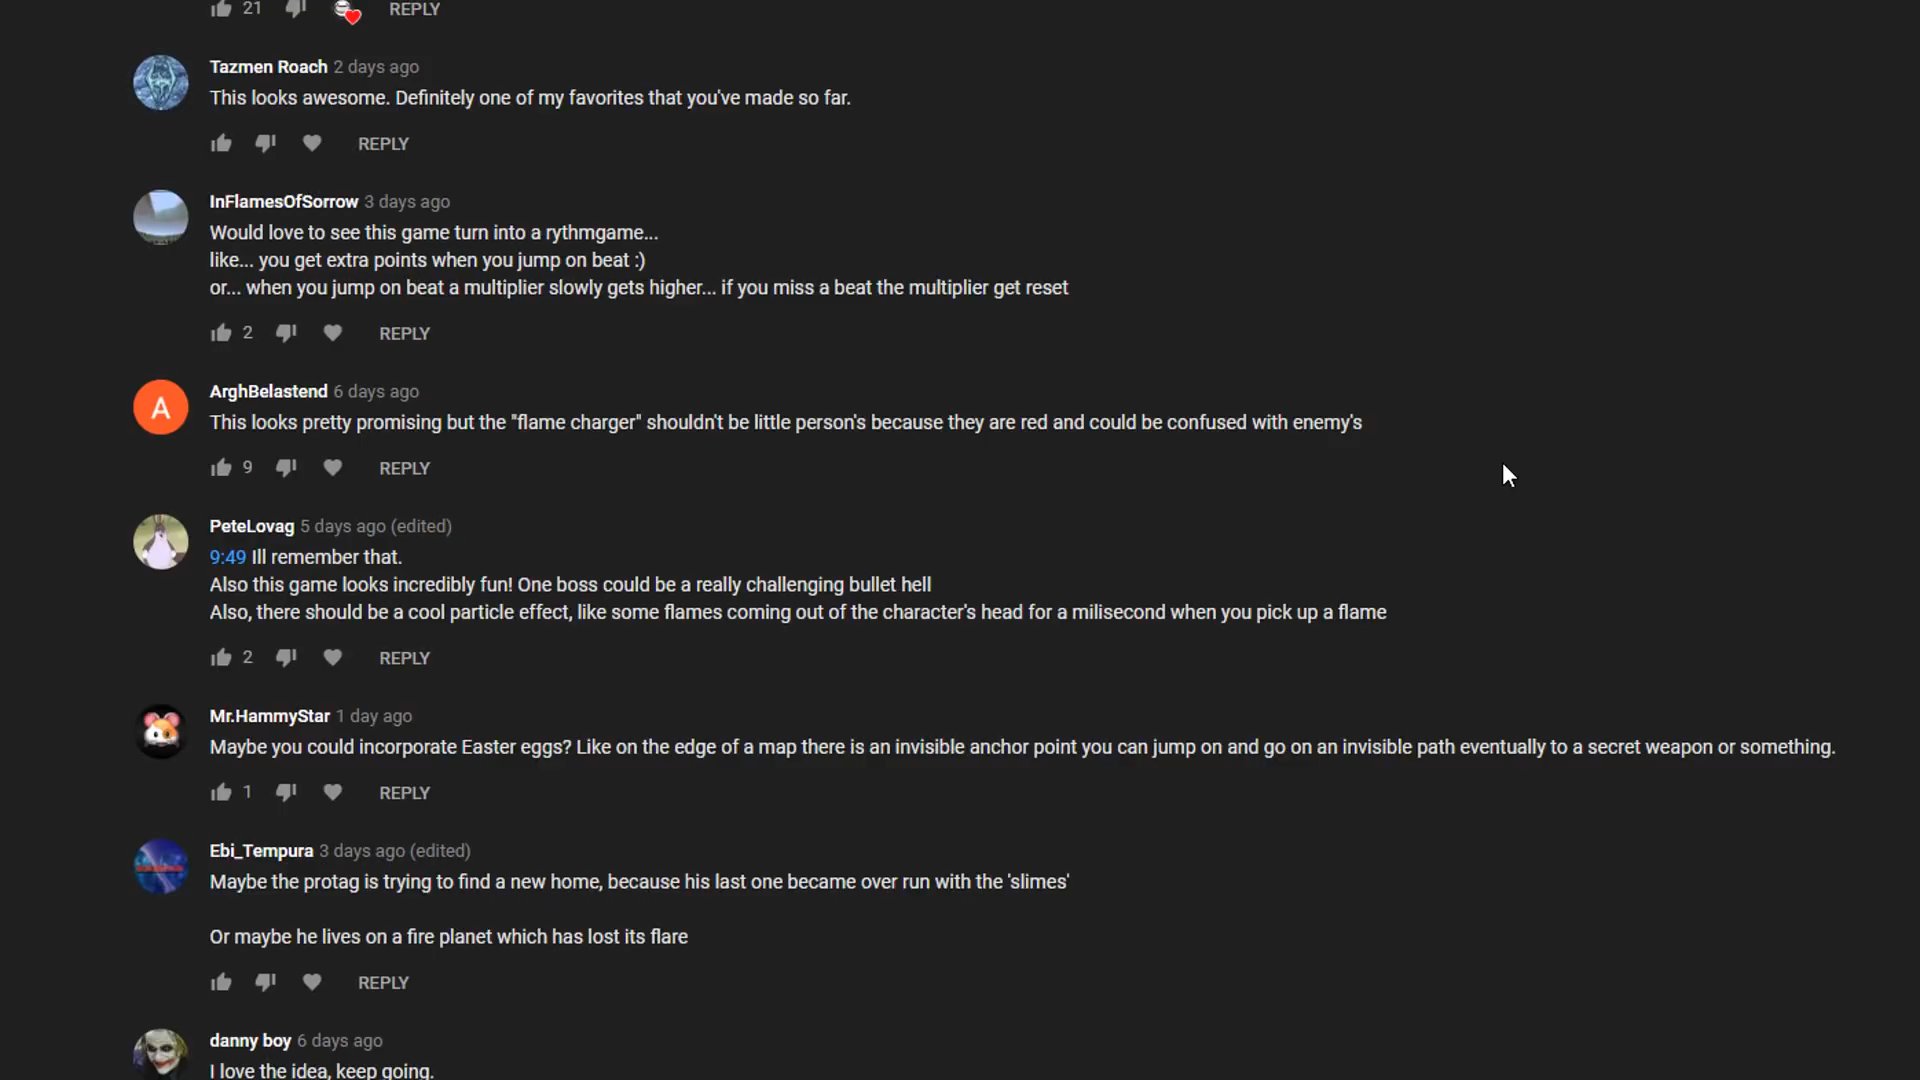 21 REPLY
Tazmen Roach 2 days ago
This looks awesome. Definitely one of my favorites that you've made so far.
REPLY
InFlamesOfSorrow 3 days ago
Would love to see this game turn into a rythmgame...
like... you get extra points when you jump on beat :)
or... when you jump on beat a multiplier slowly gets higher... if you miss a beat the multiplier get reset
2 REPLY
A
ArghBelastend 6 days ago
This looks pretty promising but the "flame charger" shouldn't be little person's because they are red and could be confused with enemy's
9 REPLY
PeteLovag 5 days ago (edited)
9:49 Ill remember that.
Also this game looks incredibly fun! One boss could be a really challenging bullet hell
Also, there should be a cool particle effect, like some flames coming out of the character's head for a milisecond when you pick up a flame
2 REPLY
Mr.HammyStar 1 day ago
Maybe you could incorporate Easter eggs? Like on the edge of a map there is an invisible anchor point you can jump on and go on an invisible path eventually to a secret weapon or something.
1 REPLY
Ebi_Tempura 3 days ago (edited)
Maybe the protag is trying to find a new home, because his last one became over run with the 'slimes'
Or maybe he lives on a fire planet which has lost its flare
REPLY
danny boy 6 days ago
I love the idea, keep going.